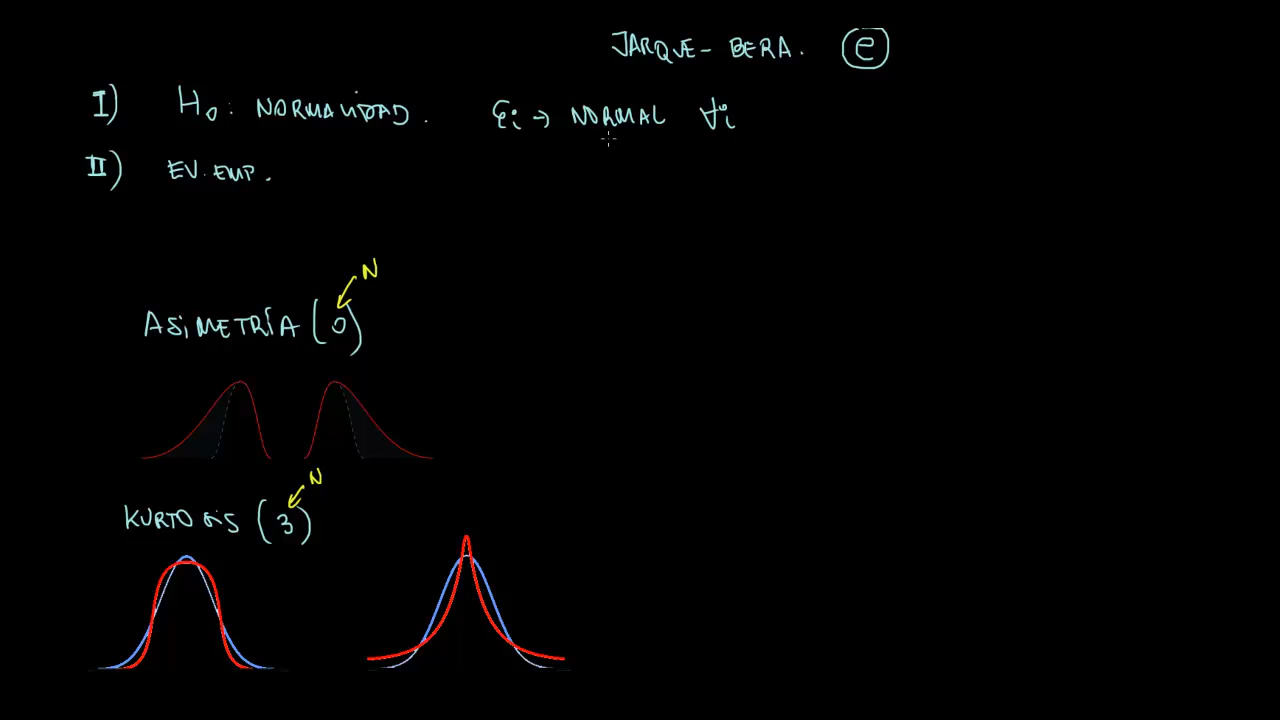 JARQUE-BERA. e
I) H₀: NORMALIDAD. εᵢ → NORMAL ∀i
II) EV. EMP.
N
ASIMETRÍA (0)
N
KURTOSIS (3)